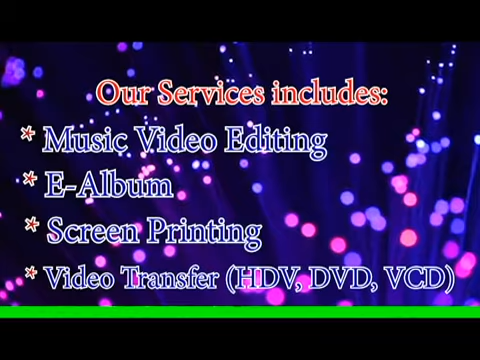 Our Services includes:
* Music Video Editing
* E-Album
* Screen Printing
* Video Transfer (HDV, DVD, VCD)